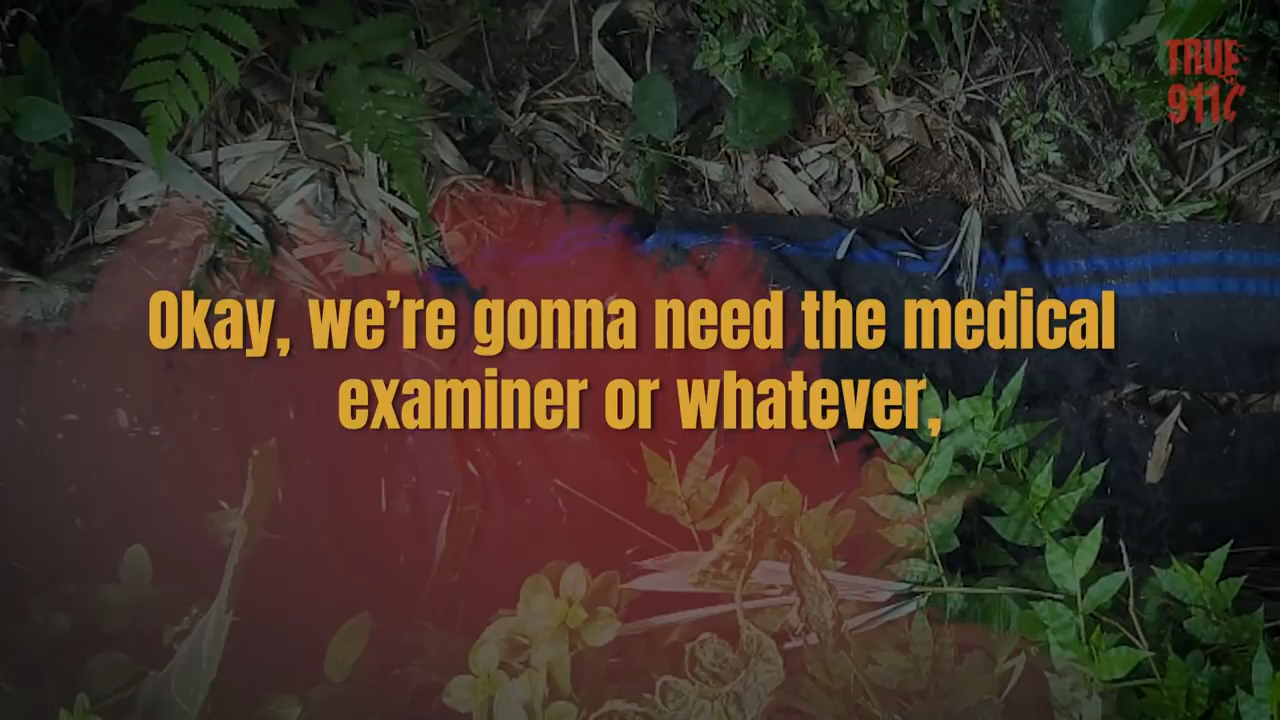 TRUE
911
Okay, we’re gonna need the medical
examiner or whatever,